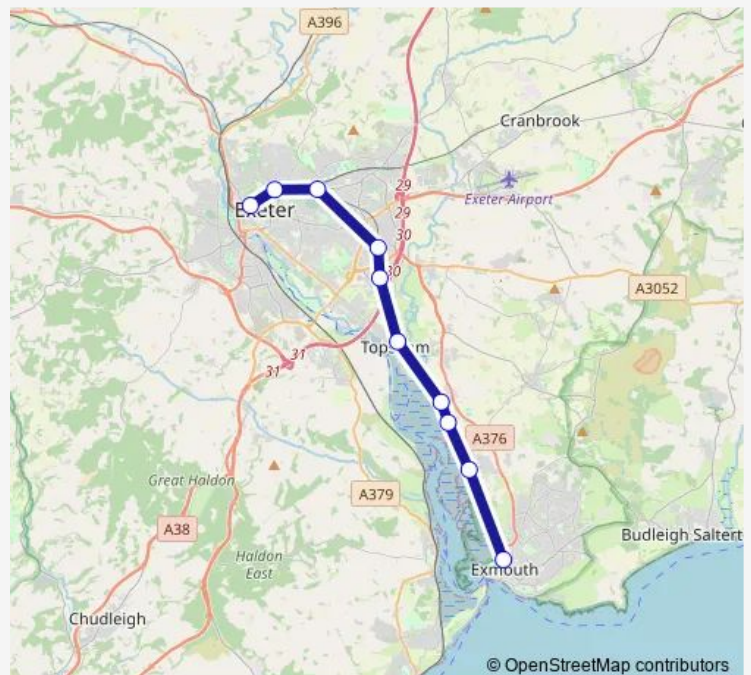 A396
Cranbrook
29
Exeter Airport
Exeter
29
30
30
A3052
Topsham
31
31
A376
Great Haldon
A379
A38
Haldon
East
Budleigh Saltert
Exmouth
Chudleigh
© OpenStreetMap contributors